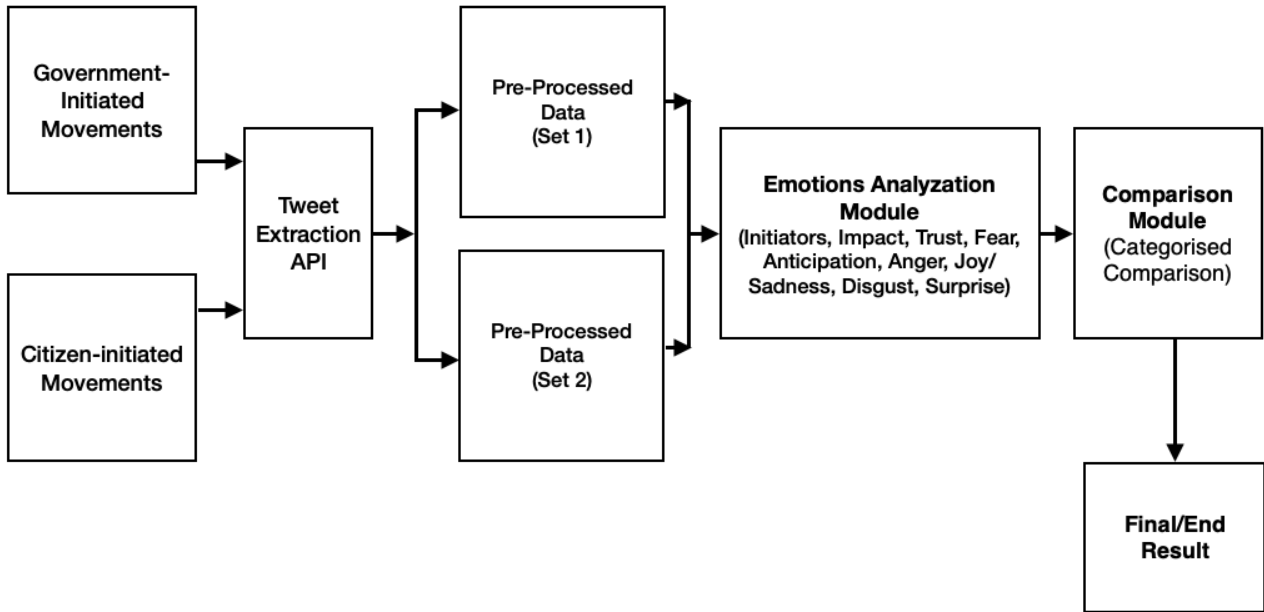 Government-
Initiated
Movements
Citizen-initiated
Movements
Tweet
Extraction
API
Pre-Processed
Data
(Set 1)
Pre-Processed
Data
(Set 2)
Emotions Analyzation
Module
(Initiators, Impact, Trust, Fear,
Anticipation, Anger, Joy/
Sadness, Disgust, Surprise)
Comparison
Module
(Categorised
Comparison)
Final/End
Result